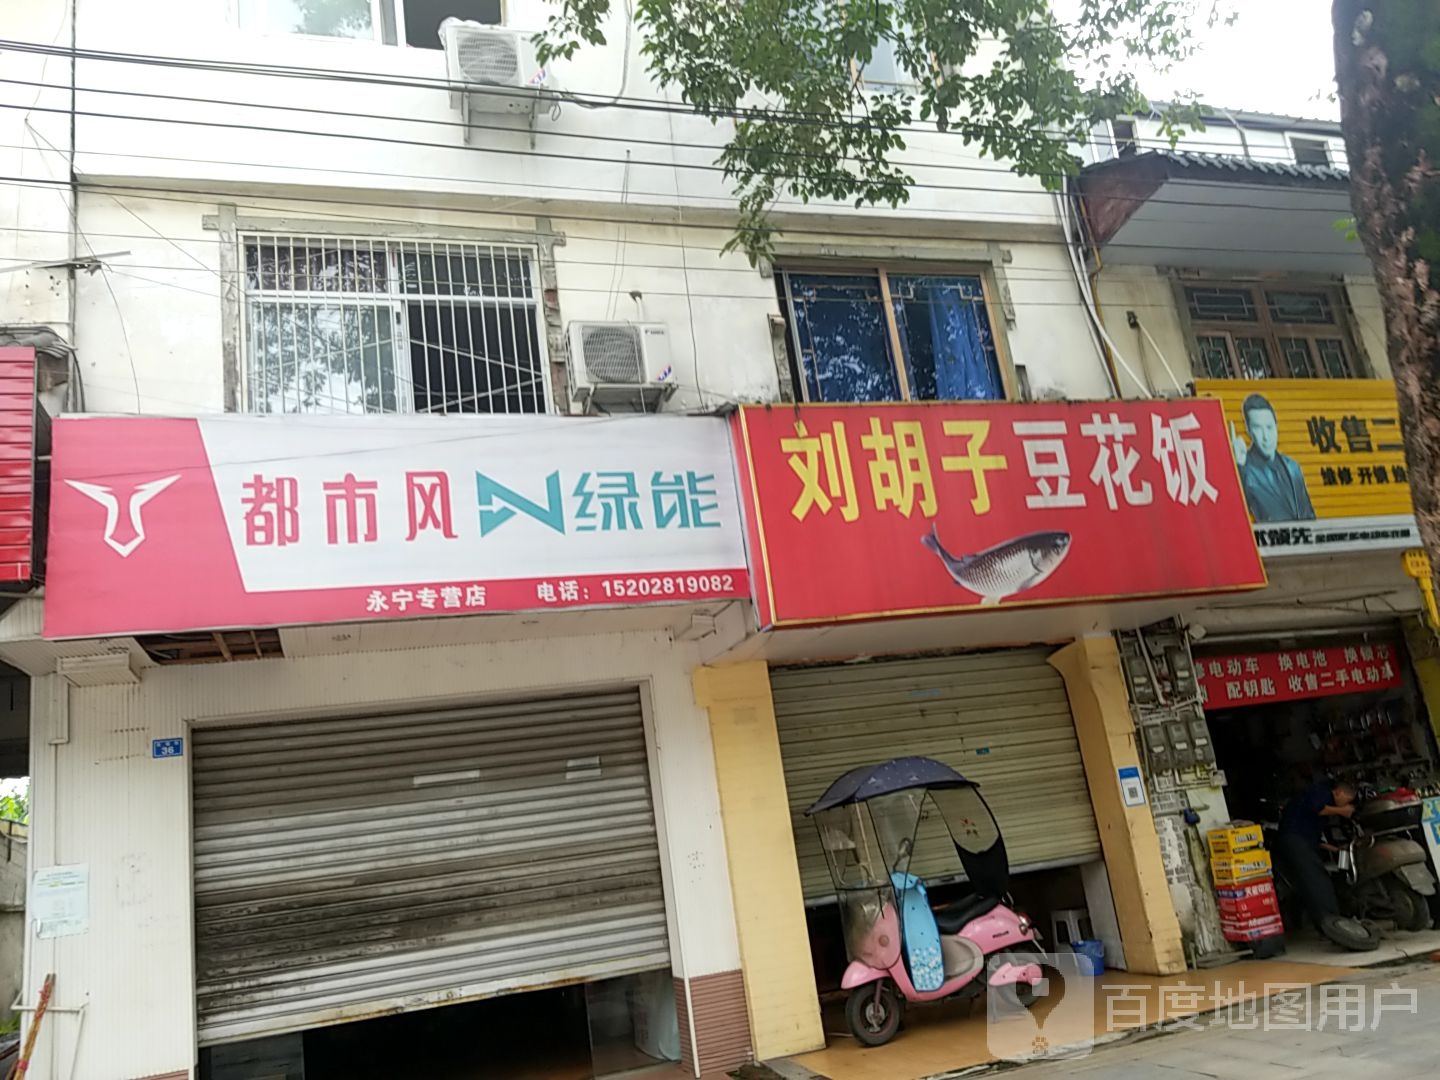 都市风 绿能
永宁专营店 电话：15202819082
刘胡子豆花饭
收售二
维修 开锁 换
修电动车 换电池 换锁芯
配钥匙 收售二手电动车
36
百度地图用户